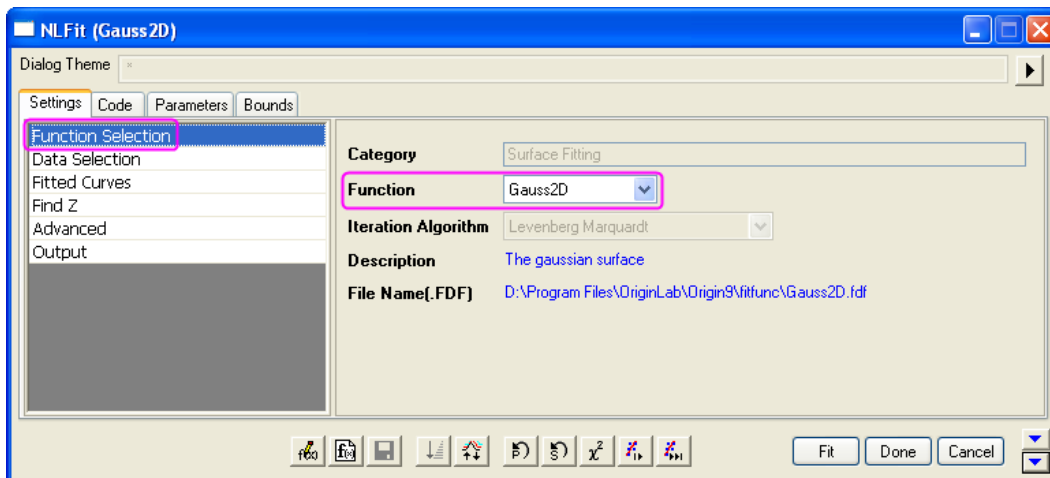 NLFit (Gauss2D)
Dialog Theme *
Settings Code Parameters Bounds
Function Selection
Data Selection
Fitted Curves
Find Z
Advanced
Output
Category Surface Fitting
Function Gauss2D
Iteration Algorithm Levenberg Marquardt
Description The gaussian surface
File Name(.FDF) D:\Program Files\OriginLab\Origin9\fitfunc\Gauss2D.fdf
Fit Done Cancel